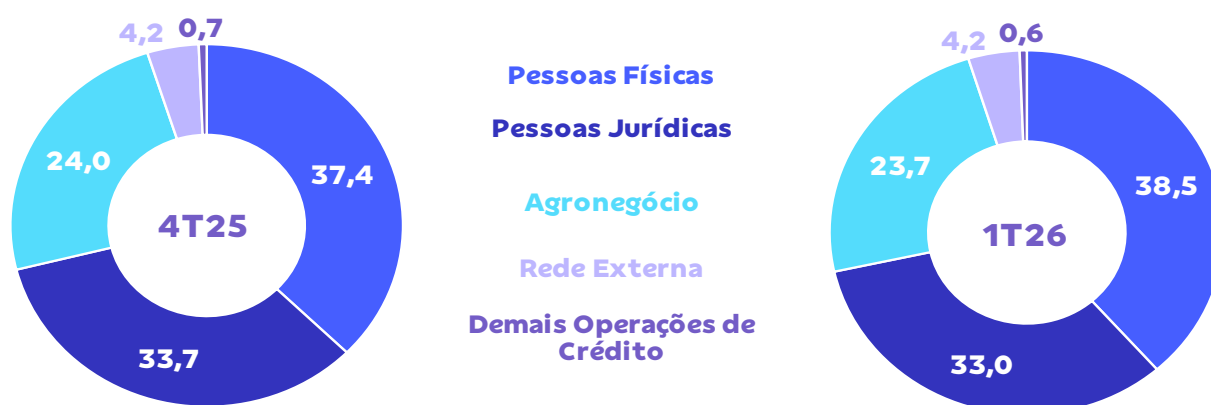 4,2 0,7
24,0
37,4
4T25
33,7
Pessoas Físicas
Pessoas Jurídicas
Agronegócio
Rede Externa
Demais Operações de
Crédito
4,2 0,6
23,7
38,5
1T26
33,0